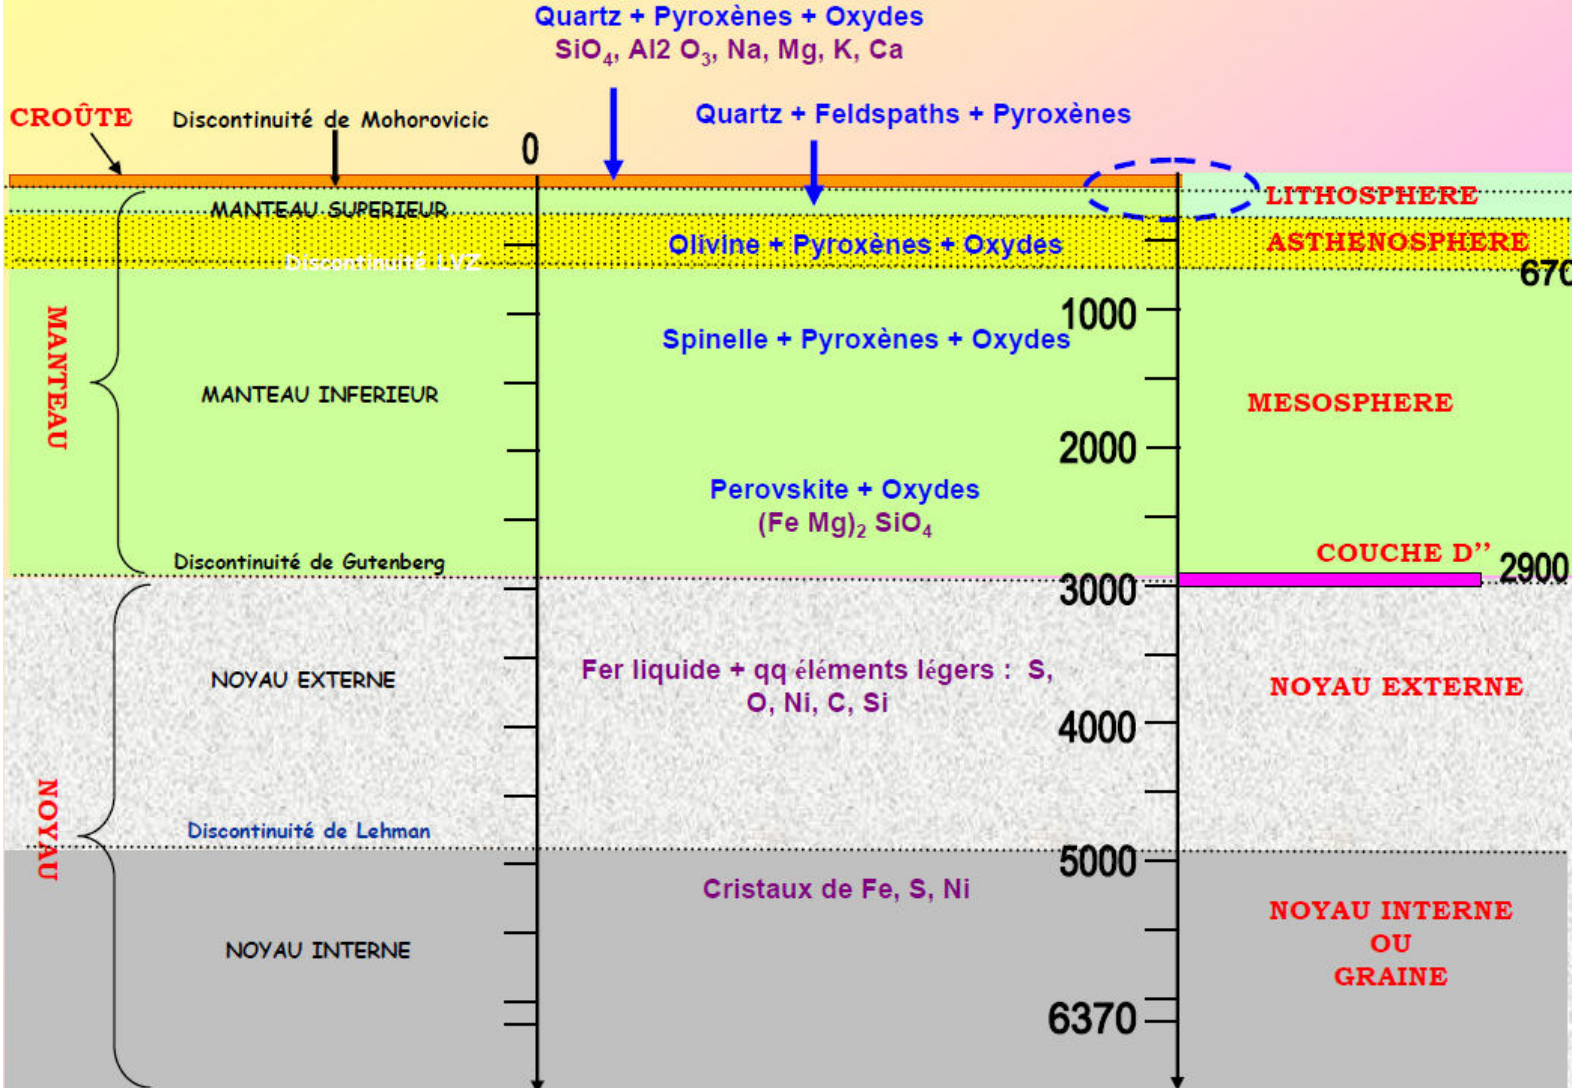 Quartz + Pyroxènes + Oxydes
SiO₄, Al2 O₃, Na, Mg, K, Ca
CROÛTE
Discontinuité de Mohorovicic
Quartz + Feldspaths + Pyroxènes
0
MANTEAU SUPERIEUR
LITHOSPHERE
Olivine + Pyroxènes + Oxydes
ASTHENOSPHERE
Discontinuité LVZ
670
1000
Spinelle + Pyroxènes + Oxydes
MANTEAU
MANTEAU INFERIEUR
MESOSPHERE
2000
Perovskite + Oxydes
(Fe Mg)₂ SiO₄
Discontinuité de Gutenberg
COUCHE D’’
2900
3000
NOYAU EXTERNE
Fer liquide + qq éléments légers : S,
O, Ni, C, Si
NOYAU EXTERNE
4000
NOYAU
Discontinuité de Lehman
5000
Cristaux de Fe, S, Ni
NOYAU INTERNE
NOYAU INTERNE
OU
GRAINE
6370